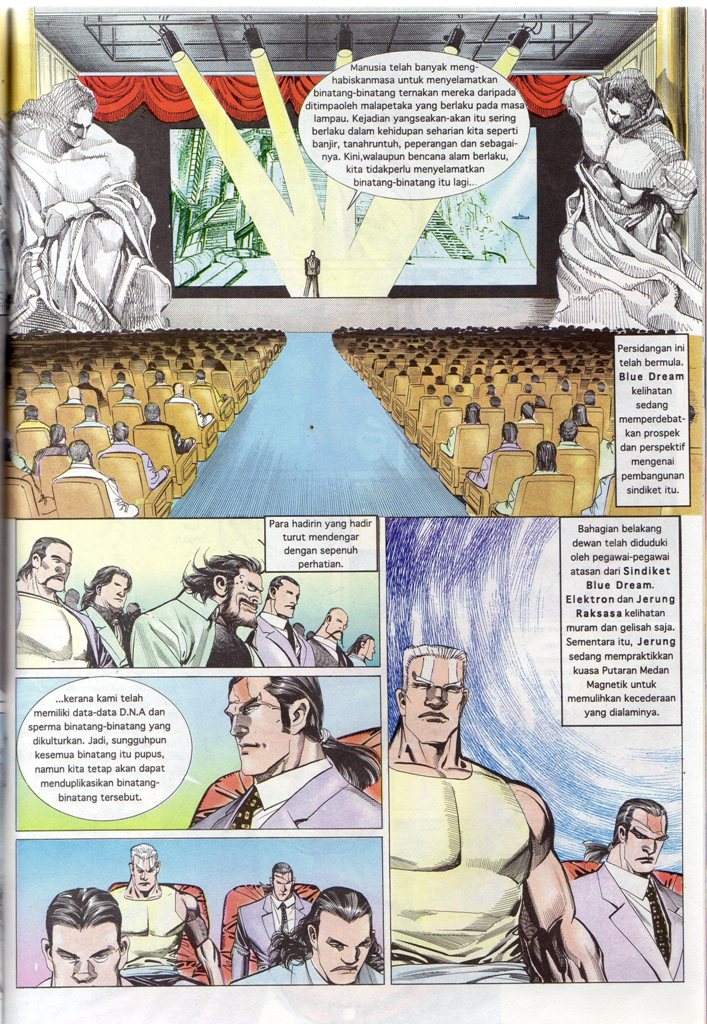 Manusia telah banyak meng-
habiskanmasa untuk menyelamatkan
binatang-binatang ternakan mereka daripada
ditimpaoleh malapetaka yang berlaku pada masa
lampau. Kejadian yangseakan-akan itu sering
berlaku dalam kehidupan seharian kita seperti
banjir, tanahruntuh, peperangan dan sebagai-
nya. Kini,walaupun bencana alam berlaku,
kita tidakperlu menyelamatkan
binatang-binatang itu lagi...
Persidangan ini
telah bermula.
Blue Dream
kelihatan
sedang
memperdebat-
kan prospek
dan perspektif
mengenai
pembangunan
sindiket itu.
Para hadirin yang hadir
turut mendengar
dengan sepenuh
perhatian.
...kerana kami telah
memiliki data-data D.N.A dan
sperma binatang-binatang yang
dikulturkan. Jadi, sungguhpun
kesemua binatang itu pupus,
namun kita tetap akan dapat
menduplikasikan binatang-
binatang tersebut.
Bahagian belakang
dewan telah diduduki
oleh pegawai-pegawai
atasan dari Sindiket
Blue Dream.
Elektron dan Jerung
Raksasa kelihatan
muram dan gelisah saja.
Sementara itu, Jerung
sedang mempraktikkan
kuasa Putaran Medan
Magnetik untuk
memulihkan kecederaan
yang dialaminya.